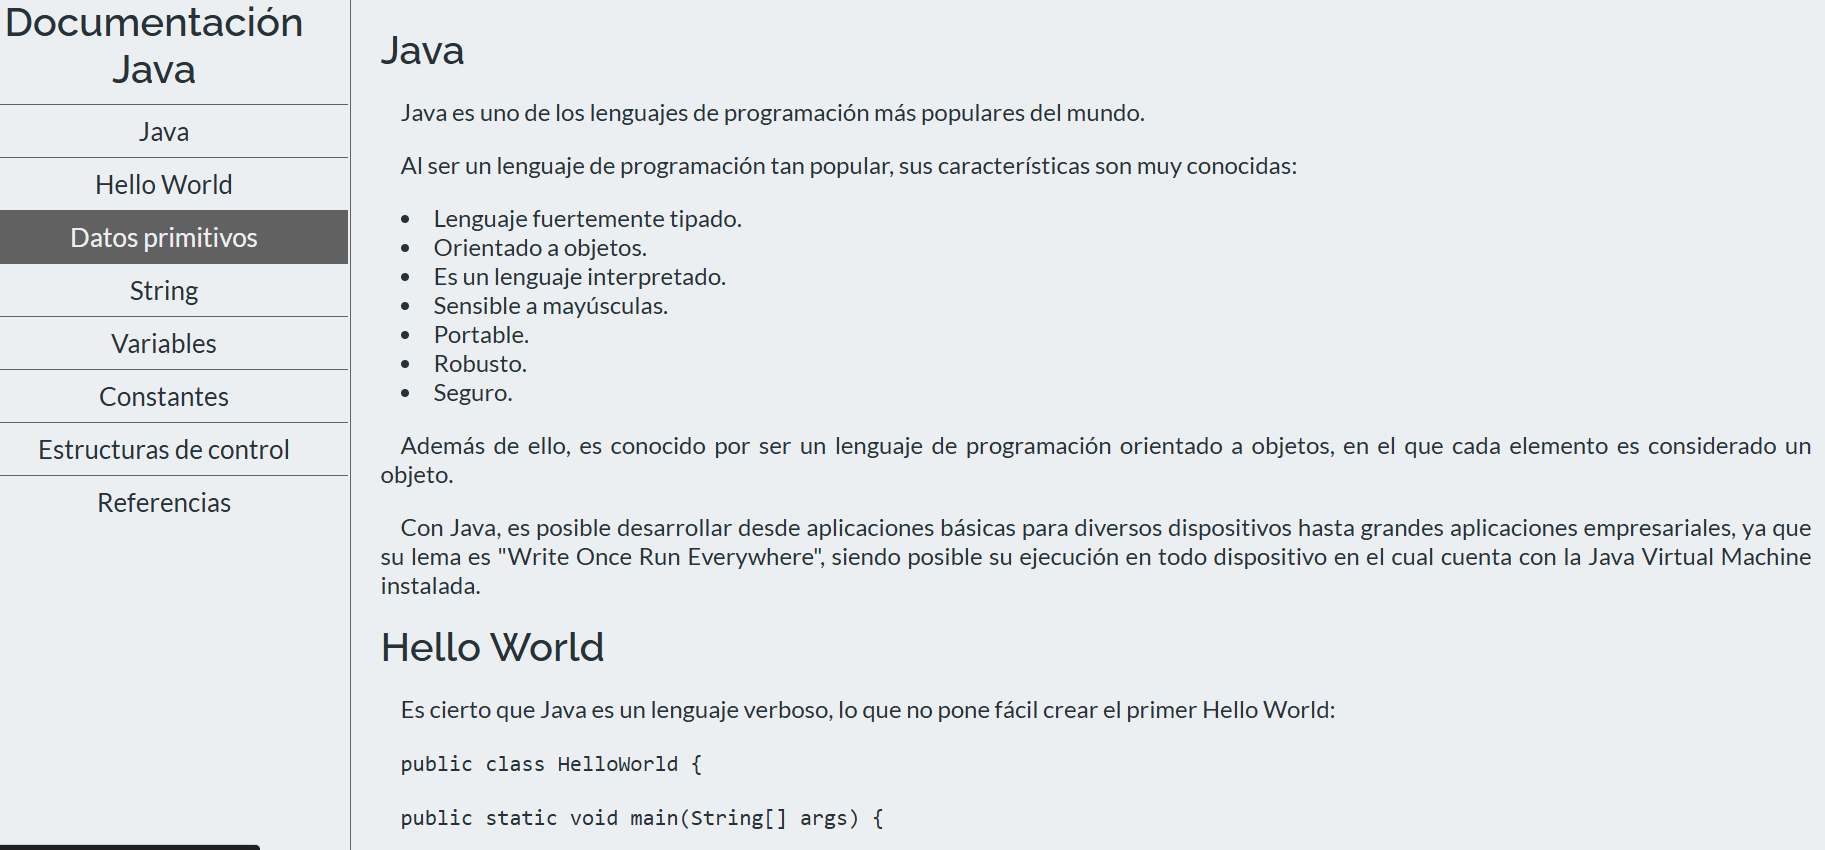 Documentación
Java
Java
Hello World
Datos primitivos
String
Variables
Constantes
Estructuras de control
Referencias
Java
Java es uno de los lenguajes de programación más populares del mundo.
Al ser un lenguaje de programación tan popular, sus características son muy conocidas:
• Lenguaje fuertemente tipado.
• Orientado a objetos.
• Es un lenguaje interpretado.
• Sensible a mayúsculas.
• Portable.
• Robusto.
• Seguro.
Además de ello, es conocido por ser un lenguaje de programación orientado a objetos, en el que cada elemento es considerado un
objeto.
Con Java, es posible desarrollar desde aplicaciones básicas para diversos dispositivos hasta grandes aplicaciones empresariales, ya que
su lema es "Write Once Run Everywhere", siendo posible su ejecución en todo dispositivo en el cual cuenta con la Java Virtual Machine
instalada.
Hello World
Es cierto que Java es un lenguaje verboso, lo que no pone fácil crear el primer Hello World:
public class HelloWorld {
public static void main(String[] args) {